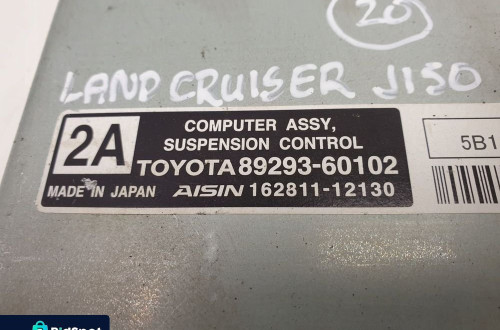 20
LAND CRUISER J150
2A
COMPUTER ASSY,
SUSPENSION CONTROL
TOYOTA 89293-60102
MADE IN JAPAN AISIN 162811-12130
5B1